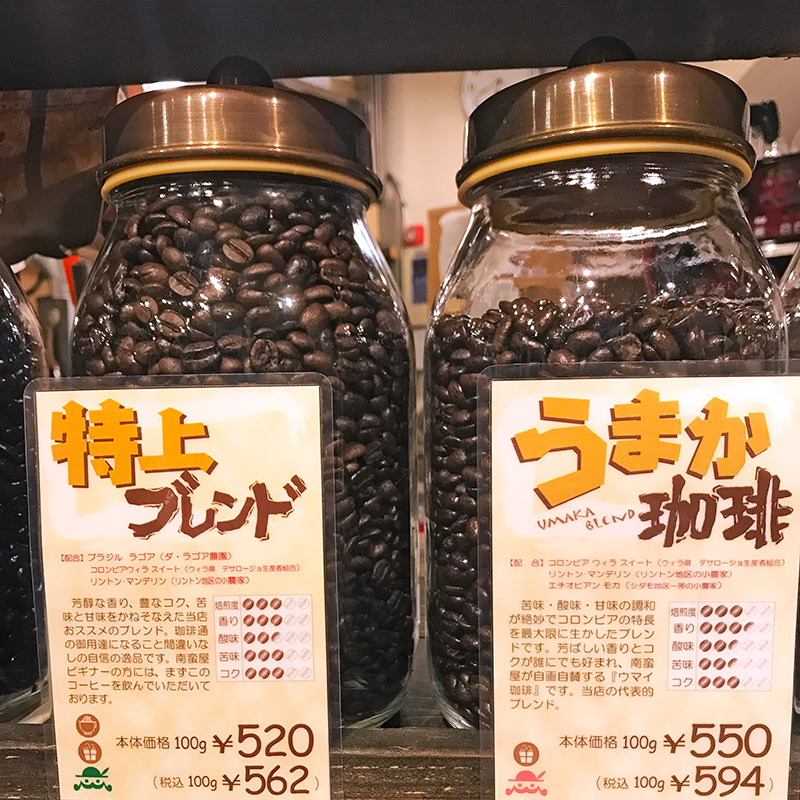 特上
ブレンド
【配合】ブラジル ラゴア（ダ・ラゴア農園）
コロンビアウィラ スイート（ウィラ県 デサロージョ生産者組合）
リントン・マンデリン（リントン地区の小農家）
芳醇な香り、豊なコク、苦
味と甘味をかねそなえた当店
おススメのブレンド。珈琲通
の御用達になること間違いな
しの自信の逸品です。南蛮屋
ビギナーの方には、まずこの
コーヒーを飲んでいただいて
おります。
焙煎度
香り
酸味
苦味
コク
本体価格 100g ￥520
（税込 100g ￥562）
うまか
UMAKA BLEND
珈琲
【配 合】コロンビア ウィラ スイート（ウィラ県 デサロージョ生産者組合）
リントン・マンデリン（リントン地区の小農家）
エチオピアン モカ（シダモ地区一帯の小農家）
苦味・酸味・甘味の調和
が絶妙でコロンビアの特長
を最大限に生かしたブレン
ドです。芳ばしい香りとコ
クが誰にでも好まれ、南蛮
屋が自画自賛する『ウマイ
珈琲』です。当店の代表的
ブレンド。
焙煎度
香り
酸味
苦味
コク
本体価格 100g ￥550
（税込 100g ￥594）